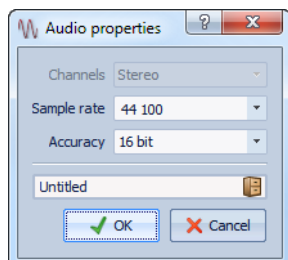 Audio properties
Channels Stereo
Sample rate 44 100
Accuracy 16 bit
Untitled
OK Cancel